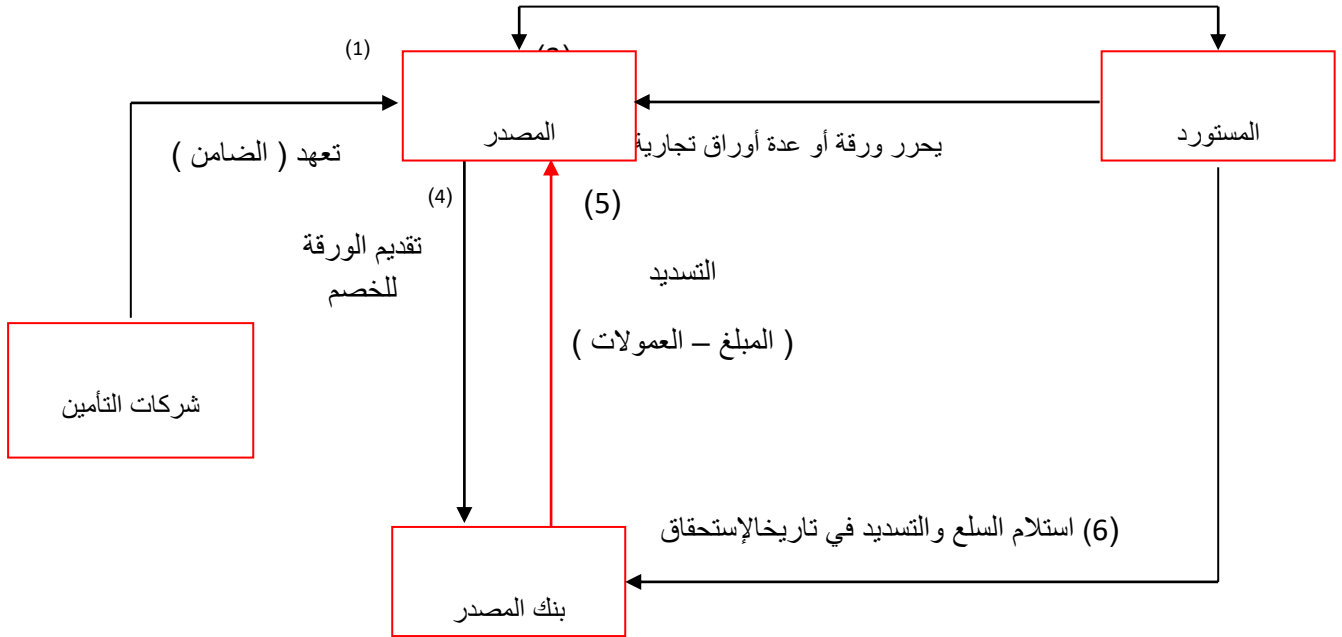 (1)
المصدر
المستورد
يحرر ورقة أو عدة أوراق تجارية
تعهد ( الضامن )
(4)
(5)
تقديم الورقة
للخصم
التسديد
( المبلغ – العمولات )
شركات التأمين
(6) استلام السلع والتسديد في تاريخالإستحقاق
بنك المصدر